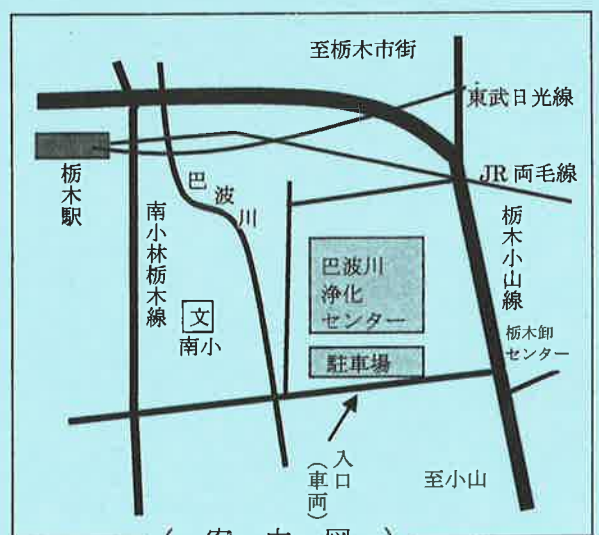 至栃木市街
東武日光線
JR両毛線
栃木駅
南小林栃木線
巴波川
栃木小山線
巴波川
浄化
センター
文
南小
栃木卸
センター
駐車場
入口
(車両)
至小山
(案内図)